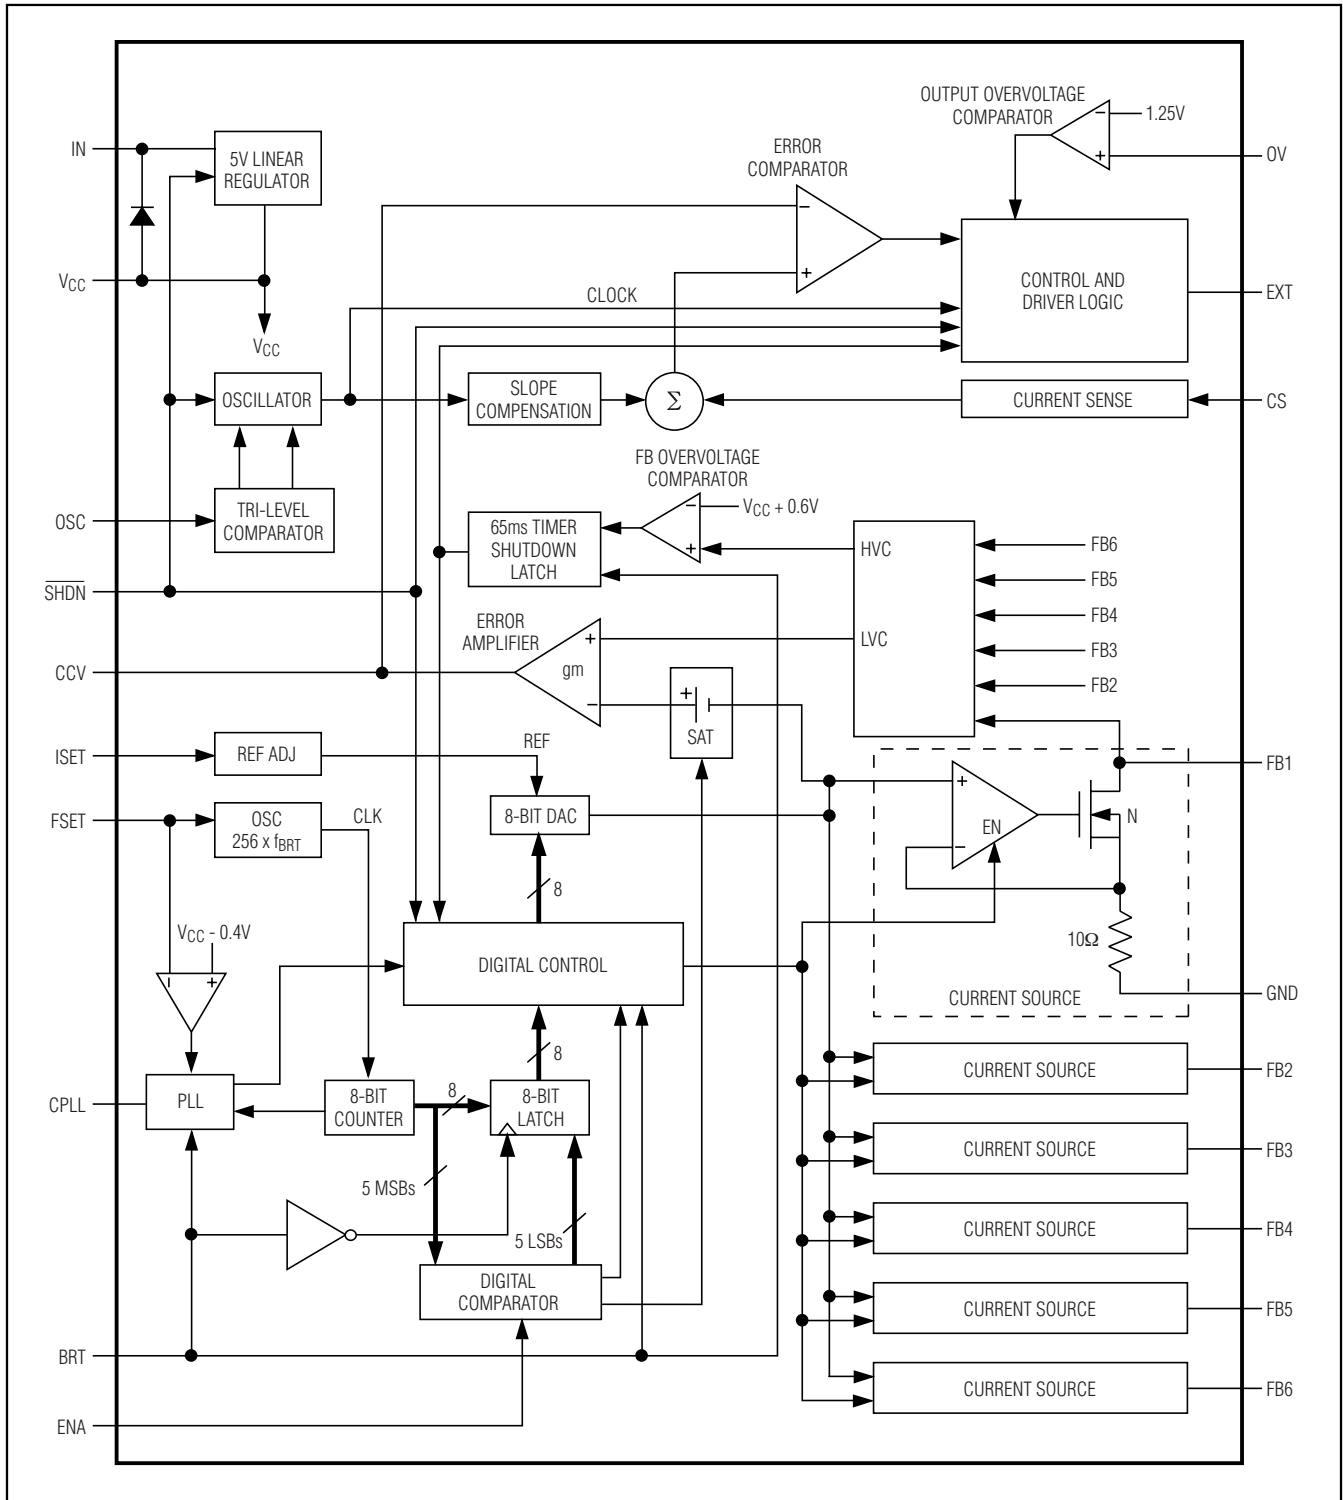 OUTPUT OVERVOLTAGE
COMPARATOR
−
1.25V
+
OV
IN
5V LINEAR
REGULATOR
ERROR
COMPARATOR
−
+
VCC
VCC
CLOCK
CONTROL AND
DRIVER LOGIC
EXT
OSCILLATOR
SLOPE
COMPENSATION
Σ
CURRENT SENSE
CS
FB OVERVOLTAGE
COMPARATOR
OSC
TRI-LEVEL
COMPARATOR
65ms TIMER
SHUTDOWN
LATCH
−
VCC + 0.6V
+
HVC
LVC
FB6
FB5
FB4
FB3
FB2
SHDN
ERROR
AMPLIFIER
+
gm
−
CCV
+
SAT
ISET
REF ADJ
REF
FB1
FSET
OSC
256 x fBRT
CLK
8-BIT DAC
+
EN
−
N
8
10Ω
VCC - 0.4V
−
+
DIGITAL CONTROL
CURRENT SOURCE
GND
8
CPLL
PLL
8-BIT
COUNTER
8
8-BIT
LATCH
CURRENT SOURCE
FB2
CURRENT SOURCE
FB3
5 MSBs
5 LSBs
CURRENT SOURCE
FB4
DIGITAL
COMPARATOR
CURRENT SOURCE
FB5
BRT
CURRENT SOURCE
FB6
ENA